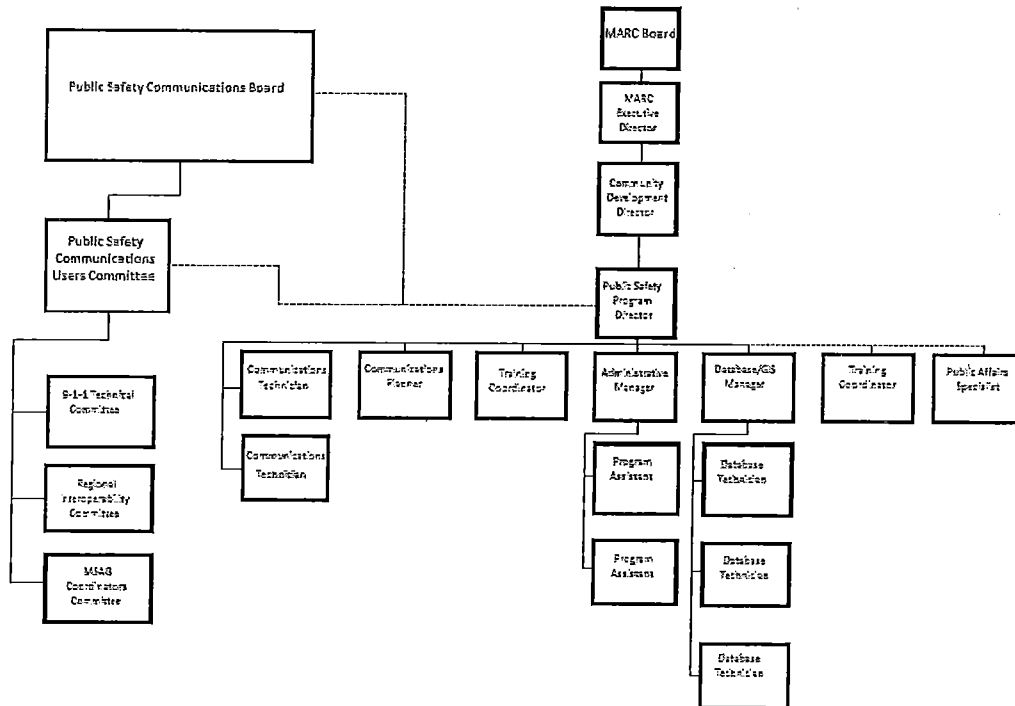 MARC Board
Public Safety Communications Board
MARC
Executive
Director
Community
Development
Director
Public Safety
Communications
Users Committee
Public Safety
Program
Director
Communications
Technician
Communications
Planner
Training
Coordinator
Administrative
Manager
Database/GIS
Manager
Training
Coordinator
Public Affairs
Specialist
9-1-1 Technical
Committee
Communications
Technician
Program
Assistant
Database
Technician
Regional
Interoperability
Committee
MSAG
Coordinators
Committee
Program
Assistant
Database
Technician
Database
Technician